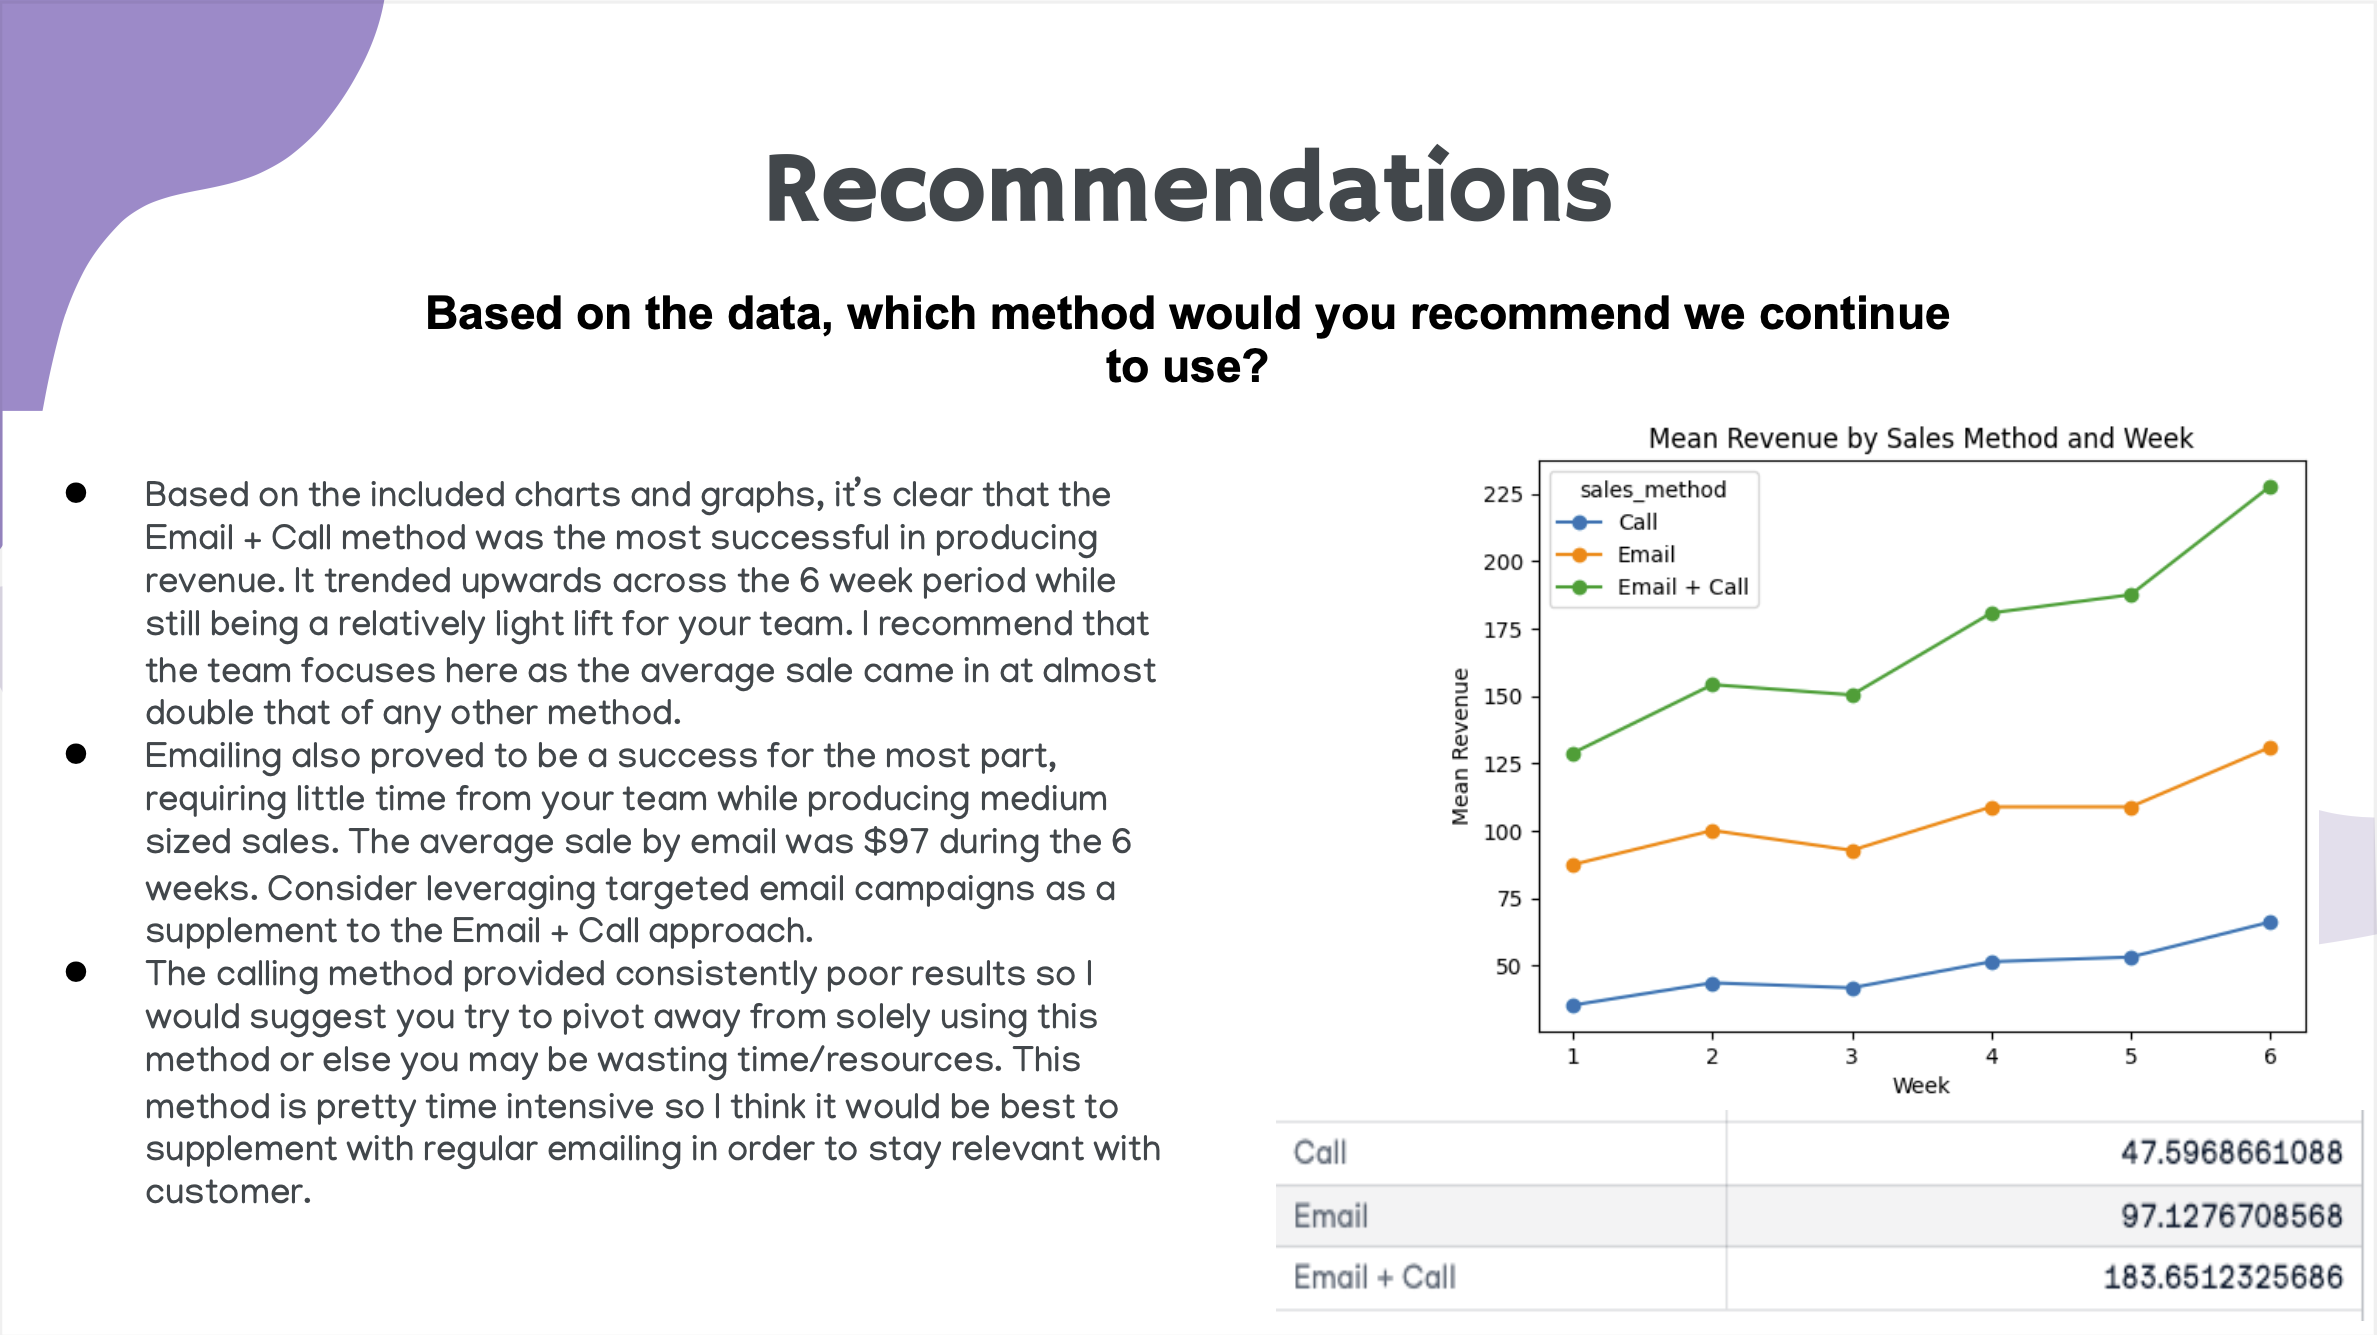 Recommendations
Based on the data, which method would you recommend we continue
to use?
● Based on the included charts and graphs, it’s clear that the
Email + Call method was the most successful in producing
revenue. It trended upwards across the 6 week period while
still being a relatively light lift for your team. I recommend that
the team focuses here as the average sale came in at almost
double that of any other method.
● Emailing also proved to be a success for the most part,
requiring little time from your team while producing medium
sized sales. The average sale by email was $97 during the 6
weeks. Consider leveraging targeted email campaigns as a
supplement to the Email + Call approach.
● The calling method provided consistently poor results so I
would suggest you try to pivot away from solely using this
method or else you may be wasting time/resources. This
method is pretty time intensive so I think it would be best to
supplement with regular emailing in order to stay relevant with
customer.
Mean Revenue by Sales Method and Week
sales_method
Call
Email
Email + Call
Mean Revenue
225
200
175
150
125
100
75
50
1 2 3 4 5 6
Week
Call 47.5968661088
Email 97.1276708568
Email + Call 183.6512325686